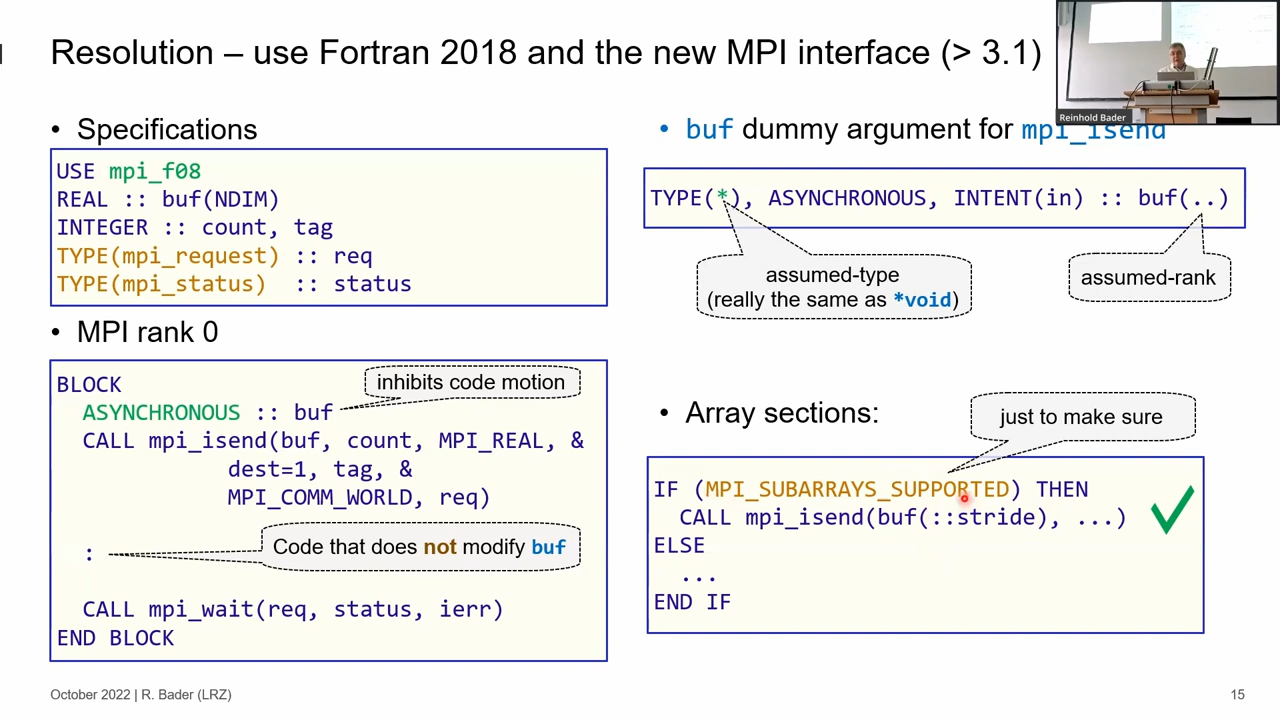 Resolution – use Fortran 2018 and the new MPI interface (> 3.1)
Reinhold Bader
• Specifications
USE mpi_f08
REAL :: buf(NDIM)
INTEGER :: count, tag
TYPE(mpi_request) :: req
TYPE(mpi_status)  :: status
• MPI rank 0
BLOCK
inhibits code motion
ASYNCHRONOUS :: buf
CALL mpi_isend(buf, count, MPI_REAL, &
dest=1, tag, &
MPI_COMM_WORLD, req)
:
Code that does not modify buf
CALL mpi_wait(req, status, ierr)
END BLOCK
• buf dummy argument for mpi_isend
TYPE(*), ASYNCHRONOUS, INTENT(in) :: buf(..)
assumed-type
(really the same as *void)
assumed-rank
• Array sections:
just to make sure
IF (MPI_SUBARRAYS_SUPPORTED) THEN
CALL mpi_isend(buf(::stride), ...)
ELSE
...
END IF
October 2022 | R. Bader (LRZ)
15